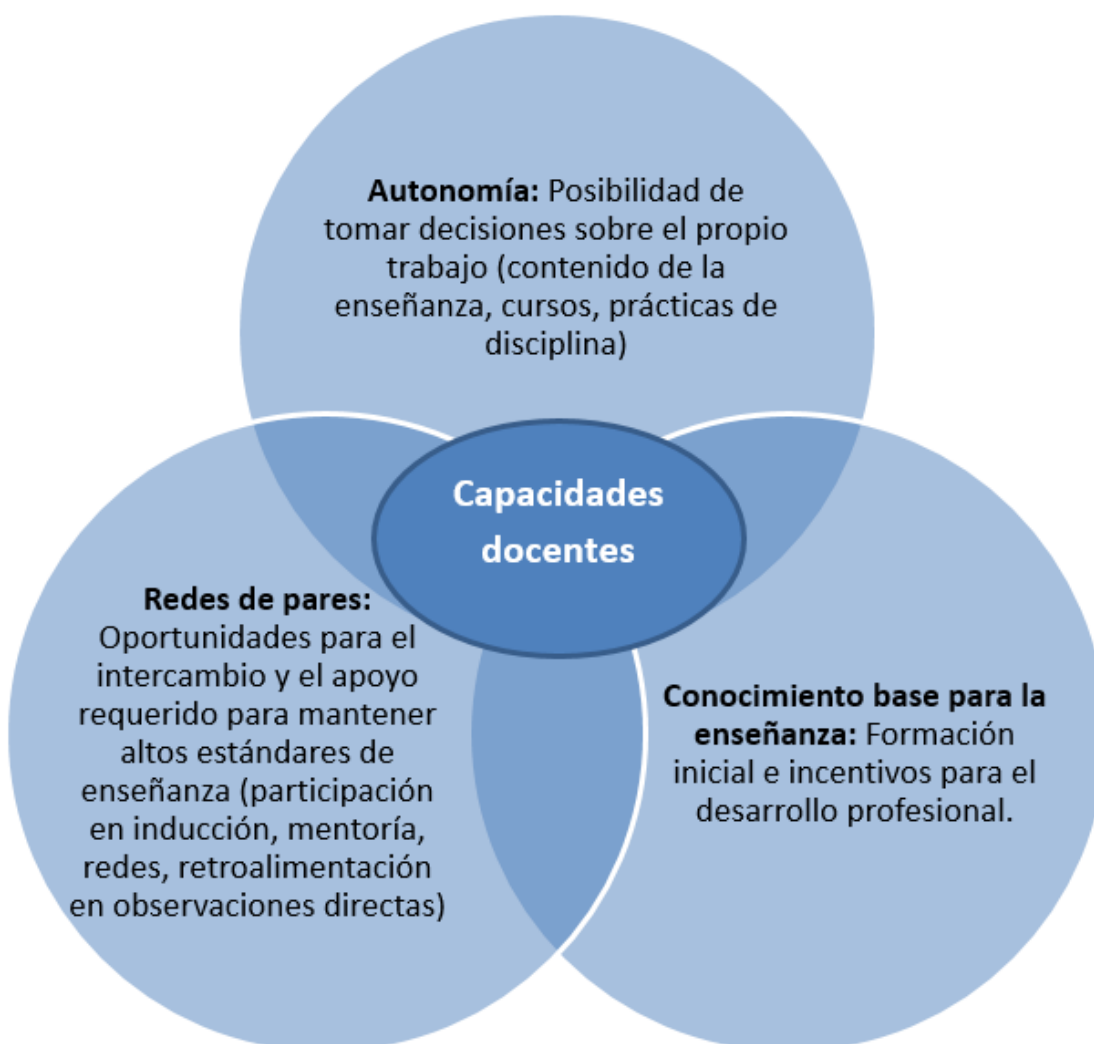 Autonomía: Posibilidad de
tomar decisiones sobre el propio
trabajo (contenido de la
enseñanza, cursos, prácticas de
disciplina)
Capacidades
docentes
Redes de pares:
Oportunidades para el
intercambio y el apoyo
requerido para mantener
altos estándares de
enseñanza (participación
en inducción, mentoría,
redes, retroalimentación
en observaciones directas)
Conocimiento base para la
enseñanza: Formación
inicial e incentivos para el
desarrollo profesional.